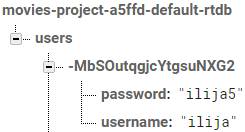 movies-project-a5ffd-default-rtdb
users
-MbSOutqgjcYtgsuNXG2
password: "ilija5"
username: "ilija"